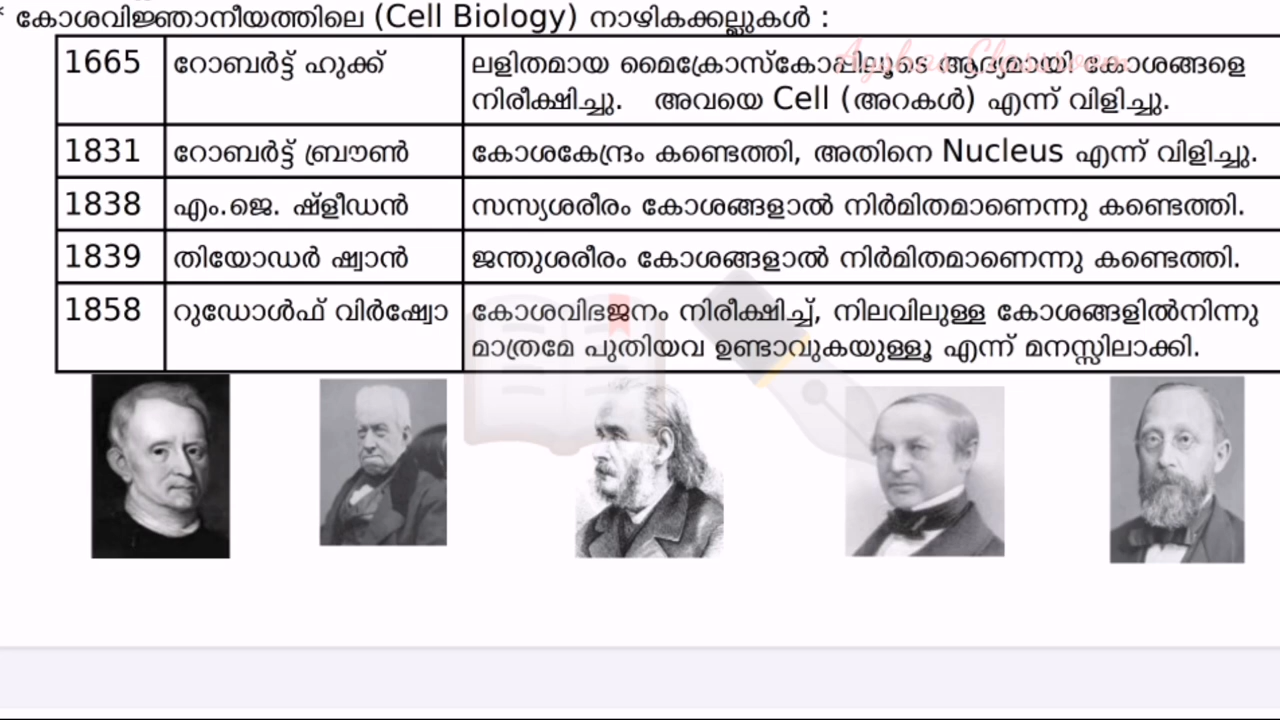 * കോശവിജ്ഞാനീയത്തിലെ (Cell Biology) നാഴികക്കല്ലുകൾ :
1665 റോബർട്ട് ഹുക്ക് ലളിതമായ മൈക്രോസ്കോപ്പിലൂടെ ആദ്യമായി കോശങ്ങളെ
നിരീക്ഷിച്ചു. അവയെ Cell (അറകൾ) എന്ന് വിളിച്ചു.
1831 റോബർട്ട് ബ്രൗൺ കോശകേന്ദ്രം കണ്ടെത്തി, അതിനെ Nucleus എന്ന് വിളിച്ചു.
1838 എം.ജെ. ഷ്ളീഡൻ സസ്യശരീരം കോശങ്ങളാൽ നിർമിതമാണെന്നു കണ്ടെത്തി.
1839 തിയോഡർ ഷ്വാൻ ജന്തുശരീരം കോശങ്ങളാൽ നിർമിതമാണെന്നു കണ്ടെത്തി.
1858 റുഡോൾഫ് വിർഷ്വോ കോശവിഭജനം നിരീക്ഷിച്ച്, നിലവിലുള്ള കോശങ്ങളിൽനിന്നു
മാത്രമേ പുതിയവ ഉണ്ടാവുകയുള്ളൂ എന്ന് മനസ്സിലാക്കി.